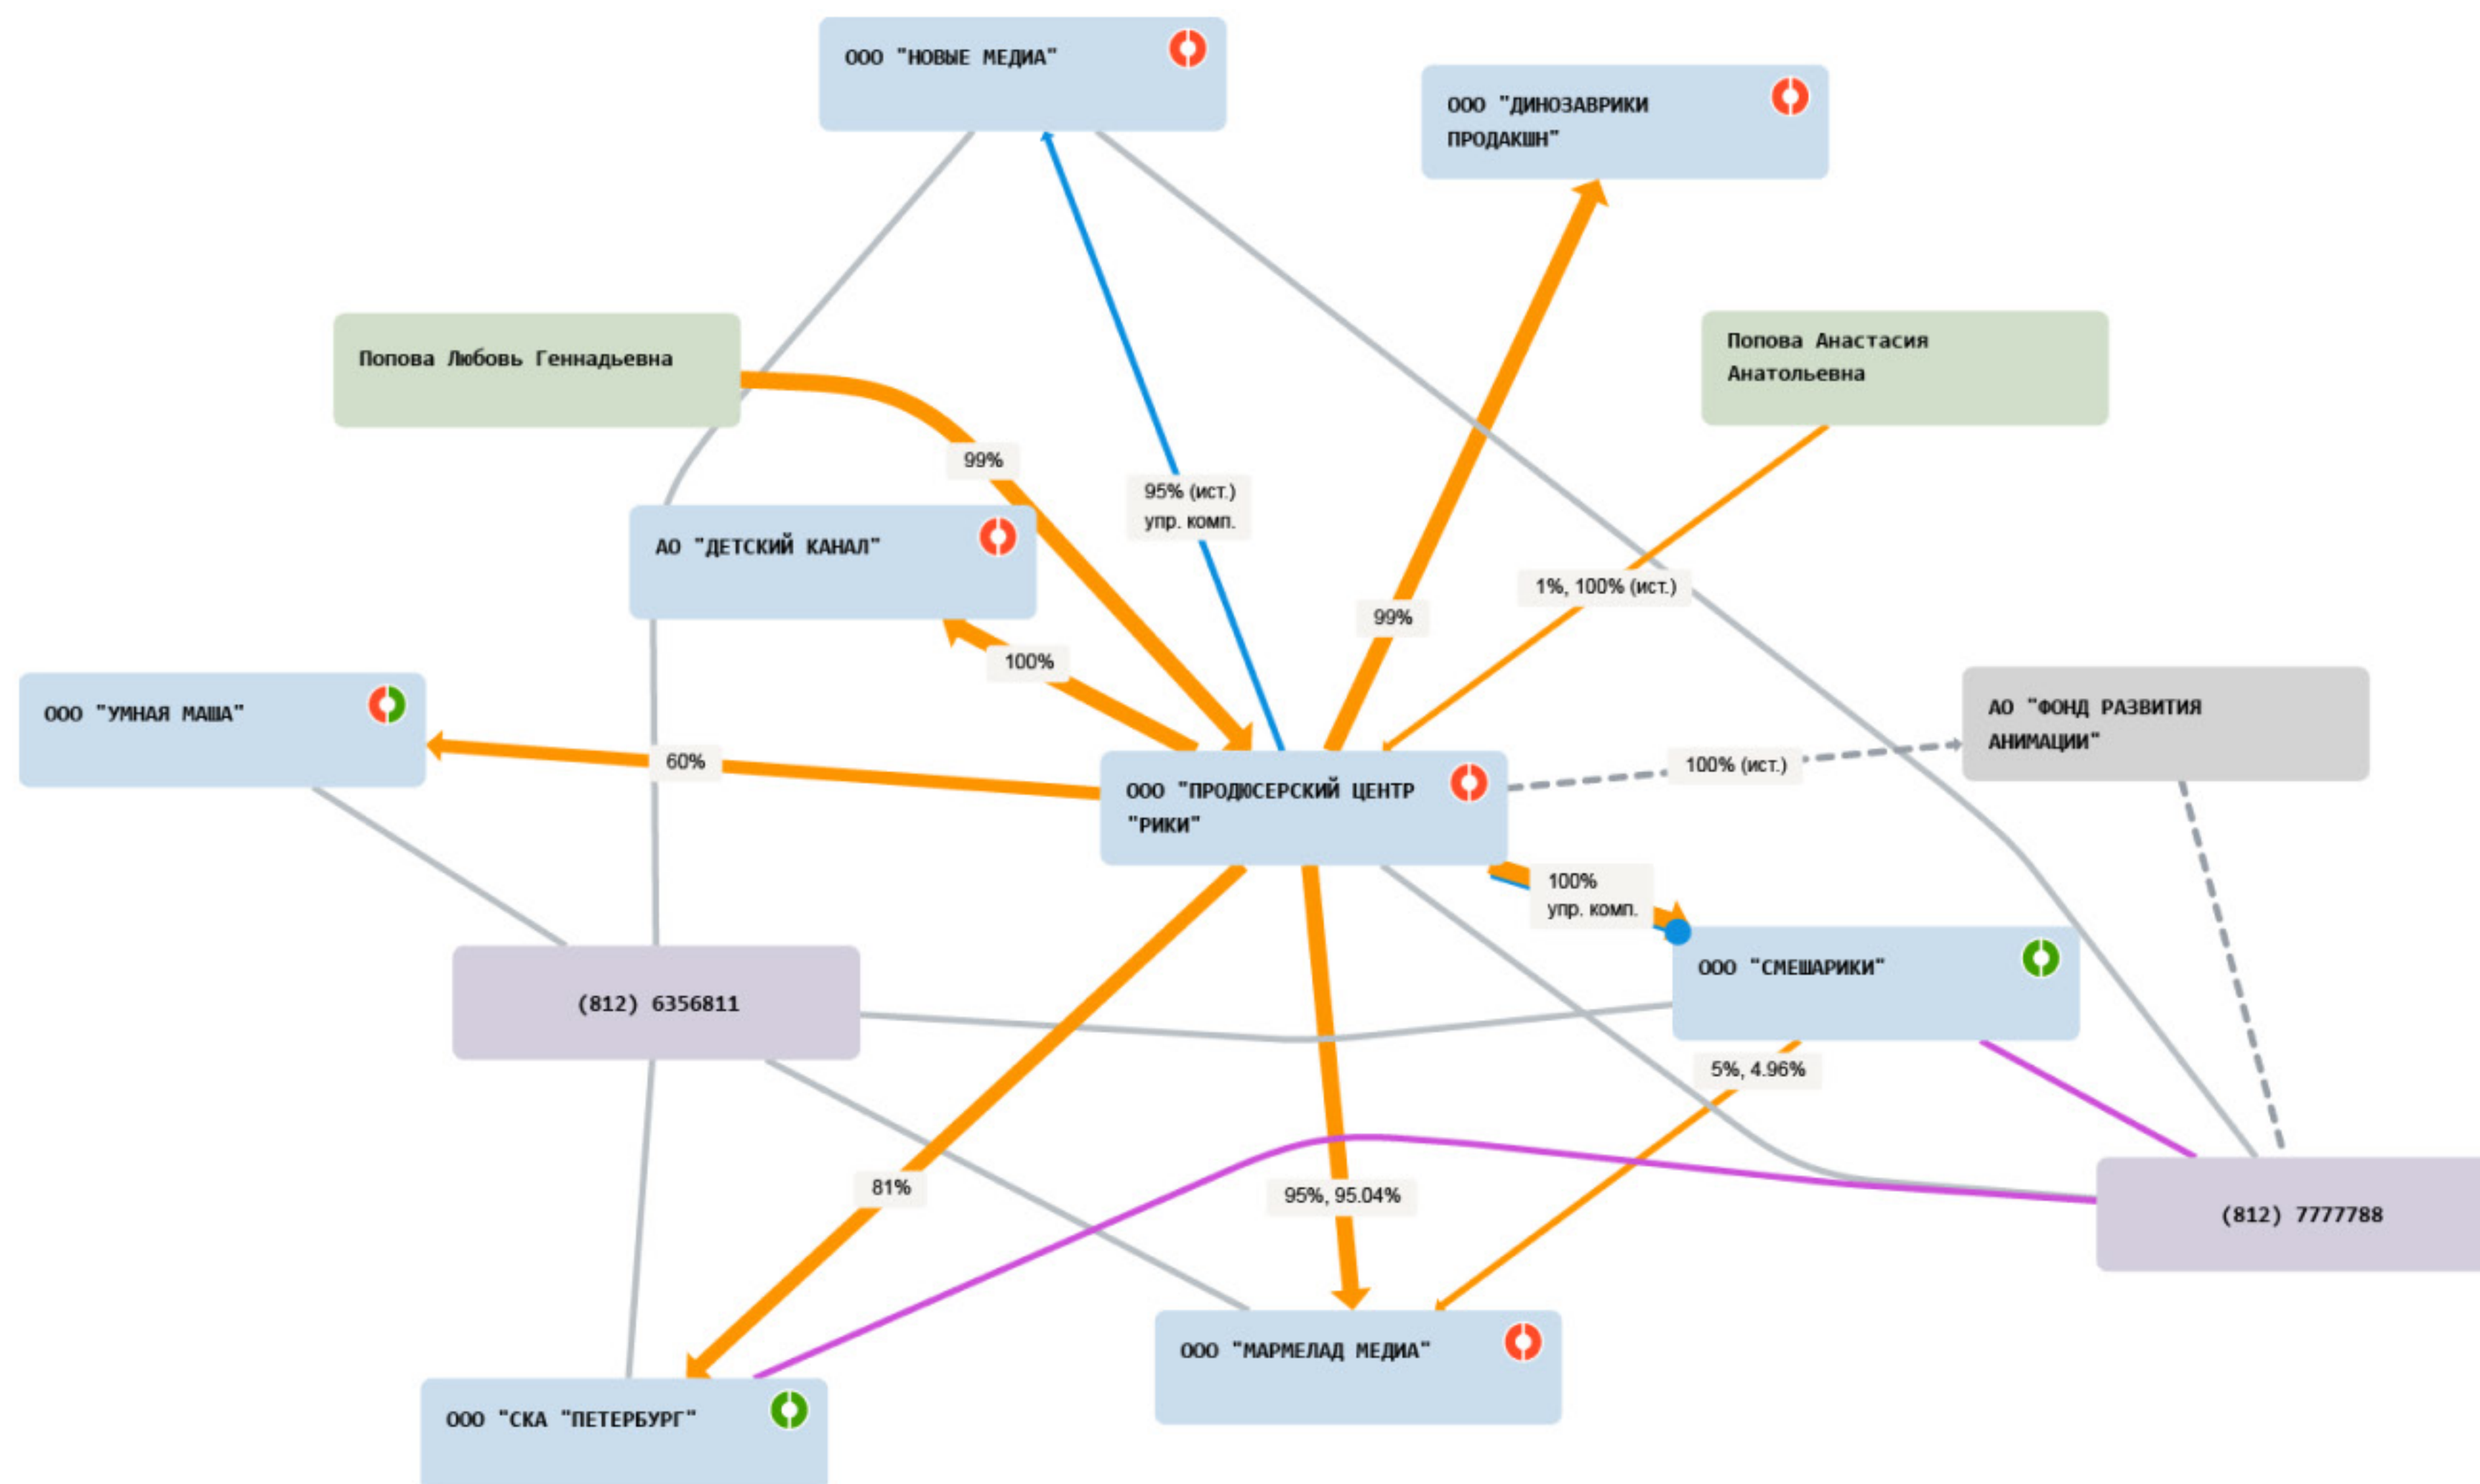 ООО "НОВЫЕ МЕДИА"
ООО "ДИНОЗАВРИКИ
ПРОДАКШН"
Попова Любовь Геннадьевна
Попова Анастасия
Анатольевна
99%
95% (ист.)
упр. комп.
АО "ДЕТСКИЙ КАНАЛ"
1%, 100% (ист.)
99%
100%
ООО "УМНАЯ МАША"
АО "ФОНД РАЗВИТИЯ
АНИМАЦИИ"
60%
100% (ист.)
ООО "ПРОДЮСЕРСКИЙ ЦЕНТР
"РИКИ"
100%
упр. комп.
ООО "СМЕШАРИКИ"
(812) 6356811
5%, 4.96%
81%
95%, 95.04%
(812) 7777788
ООО "МАРМЕЛАД МЕДИА"
ООО "СКА "ПЕТЕРБУРГ"